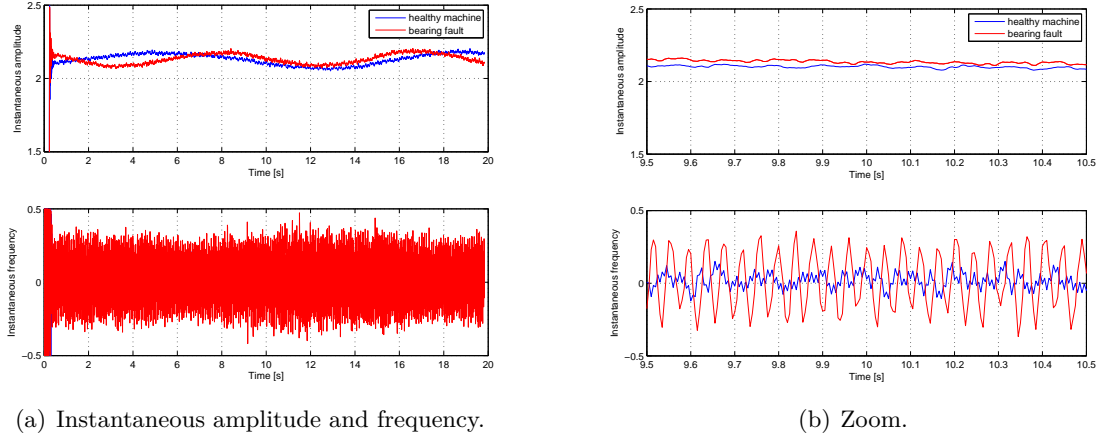 2.5
2
1.5
Instantaneous amplitude
0 2 4 6 8 10 12 14 16 18 20
Time [s]
healthy machine
bearing fault
0.5
0
−0.5
Instantaneous frequency
0 2 4 6 8 10 12 14 16 18 20
Time [s]
(a) Instantaneous amplitude and frequency.
2.5
2
1.5
Instantaneous amplitude
9.5 9.6 9.7 9.8 9.9 10 10.1 10.2 10.3 10.4 10.5
Time [s]
healthy machine
bearing fault
0.5
0
−0.5
Instantaneous frequency
9.5 9.6 9.7 9.8 9.9 10 10.1 10.2 10.3 10.4 10.5
Time [s]
(b) Zoom.